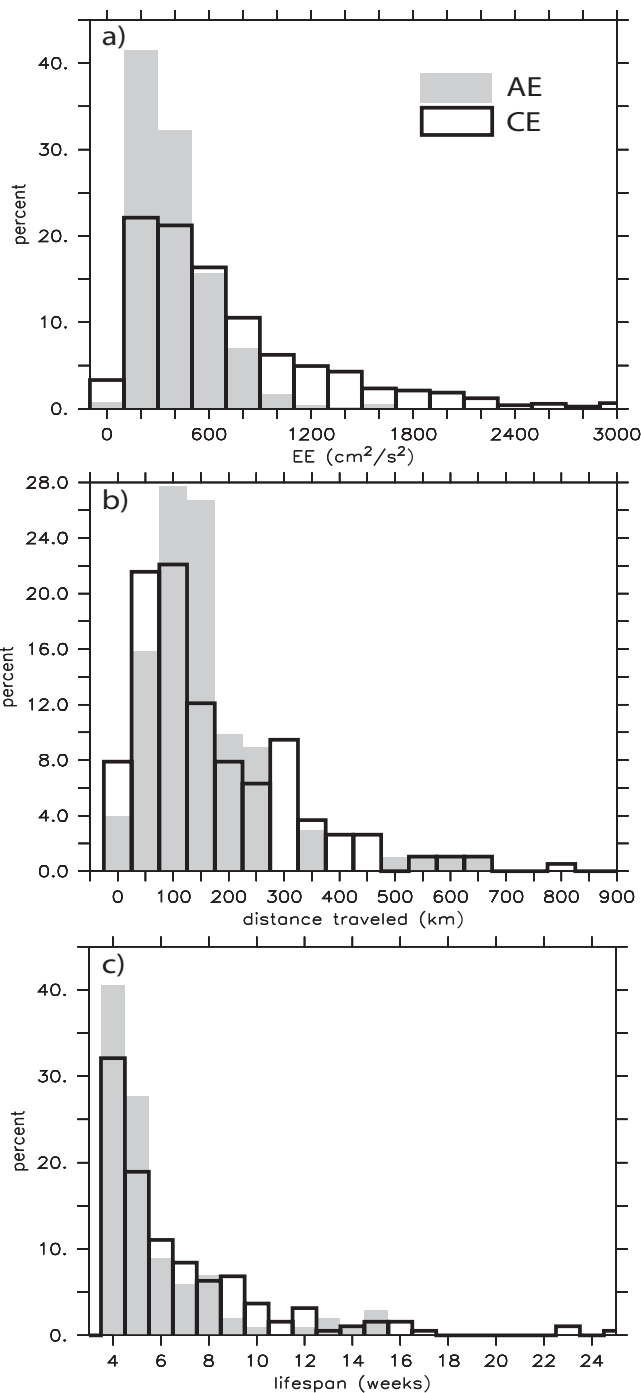 a)
AE
CE
percent
40.
30.
20.
10.
0.
0 600 1200 1800 2400 3000
EE (cm²/s²)
b)
percent
28.0
24.0
20.0
16.0
12.0
8.0
4.0
0.0
0 100 200 300 400 500 600 700 800 900
distance traveled (km)
c)
percent
40.
30.
20.
10.
0.
4 6 8 10 12 14 16 18 20 22 24
lifespan (weeks)